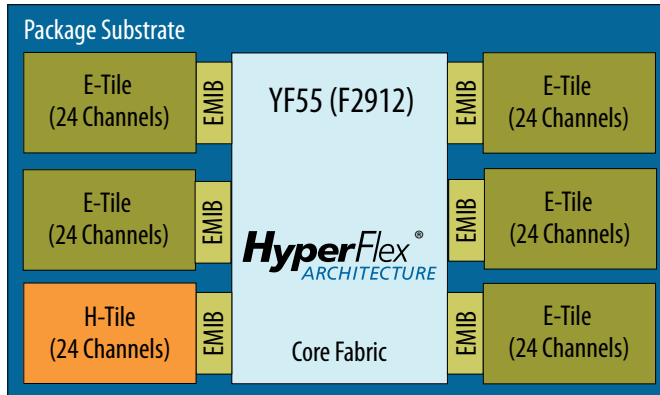 Package Substrate
E-Tile
(24 Channels)
EMIB
YF55 (F2912)
EMIB
E-Tile
(24 Channels)
E-Tile
(24 Channels)
EMIB
HyperFlex®
ARCHITECTURE
EMIB
E-Tile
(24 Channels)
H-Tile
(24 Channels)
EMIB
Core Fabric
EMIB
E-Tile
(24 Channels)